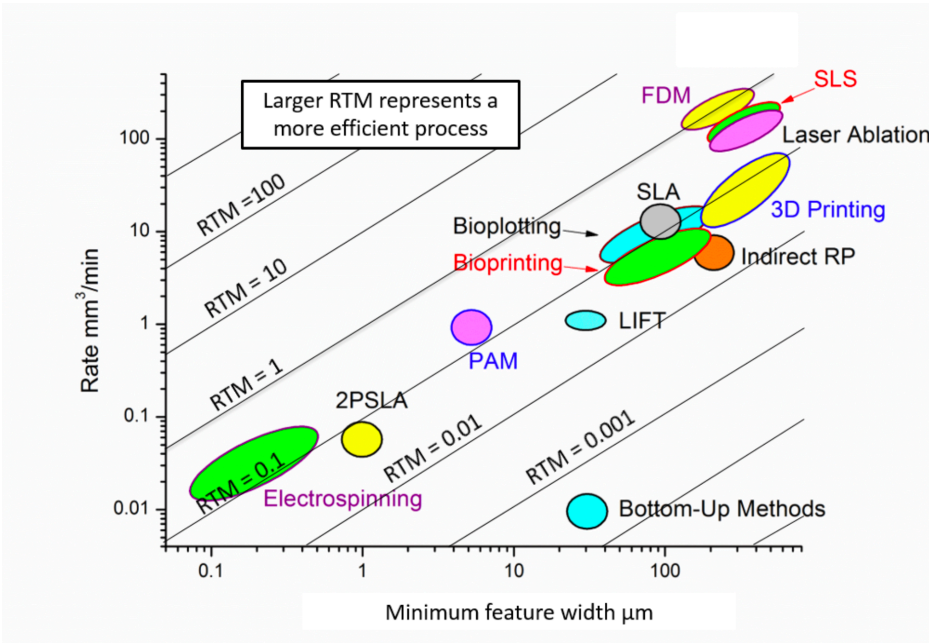 Larger RTM represents a
more efficient process
FDM
SLS
Laser Ablation
SLA
3D Printing
Bioplotting
Bioprinting
Indirect RP
LIFT
PAM
2PSLA
Electrospinning
Bottom-Up Methods
RTM =100
RTM = 10
RTM = 1
RTM = 0.1
RTM = 0.01
RTM = 0.001
Rate mm³/min
100
10
1
0.1
0.01
0.1
1
10
100
Minimum feature width µm